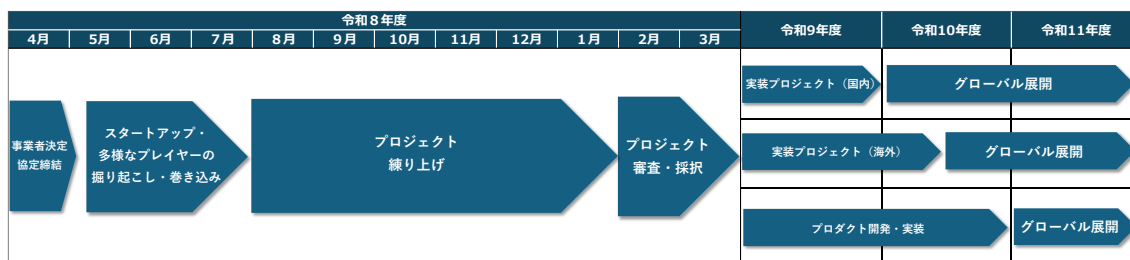 令和８年度
4月
5月
6月
7月
8月
9月
10月
11月
12月
1月
2月
3月
令和9年度
令和10年度
令和11年度
事業者決定
協定締結
スタートアップ・
多様なプレイヤーの
掘り起こし・巻き込み
プロジェクト
練り上げ
プロジェクト
審査・採択
実装プロジェクト（国内）
グローバル展開
実装プロジェクト（海外）
グローバル展開
プロダクト開発・実装
グローバル展開